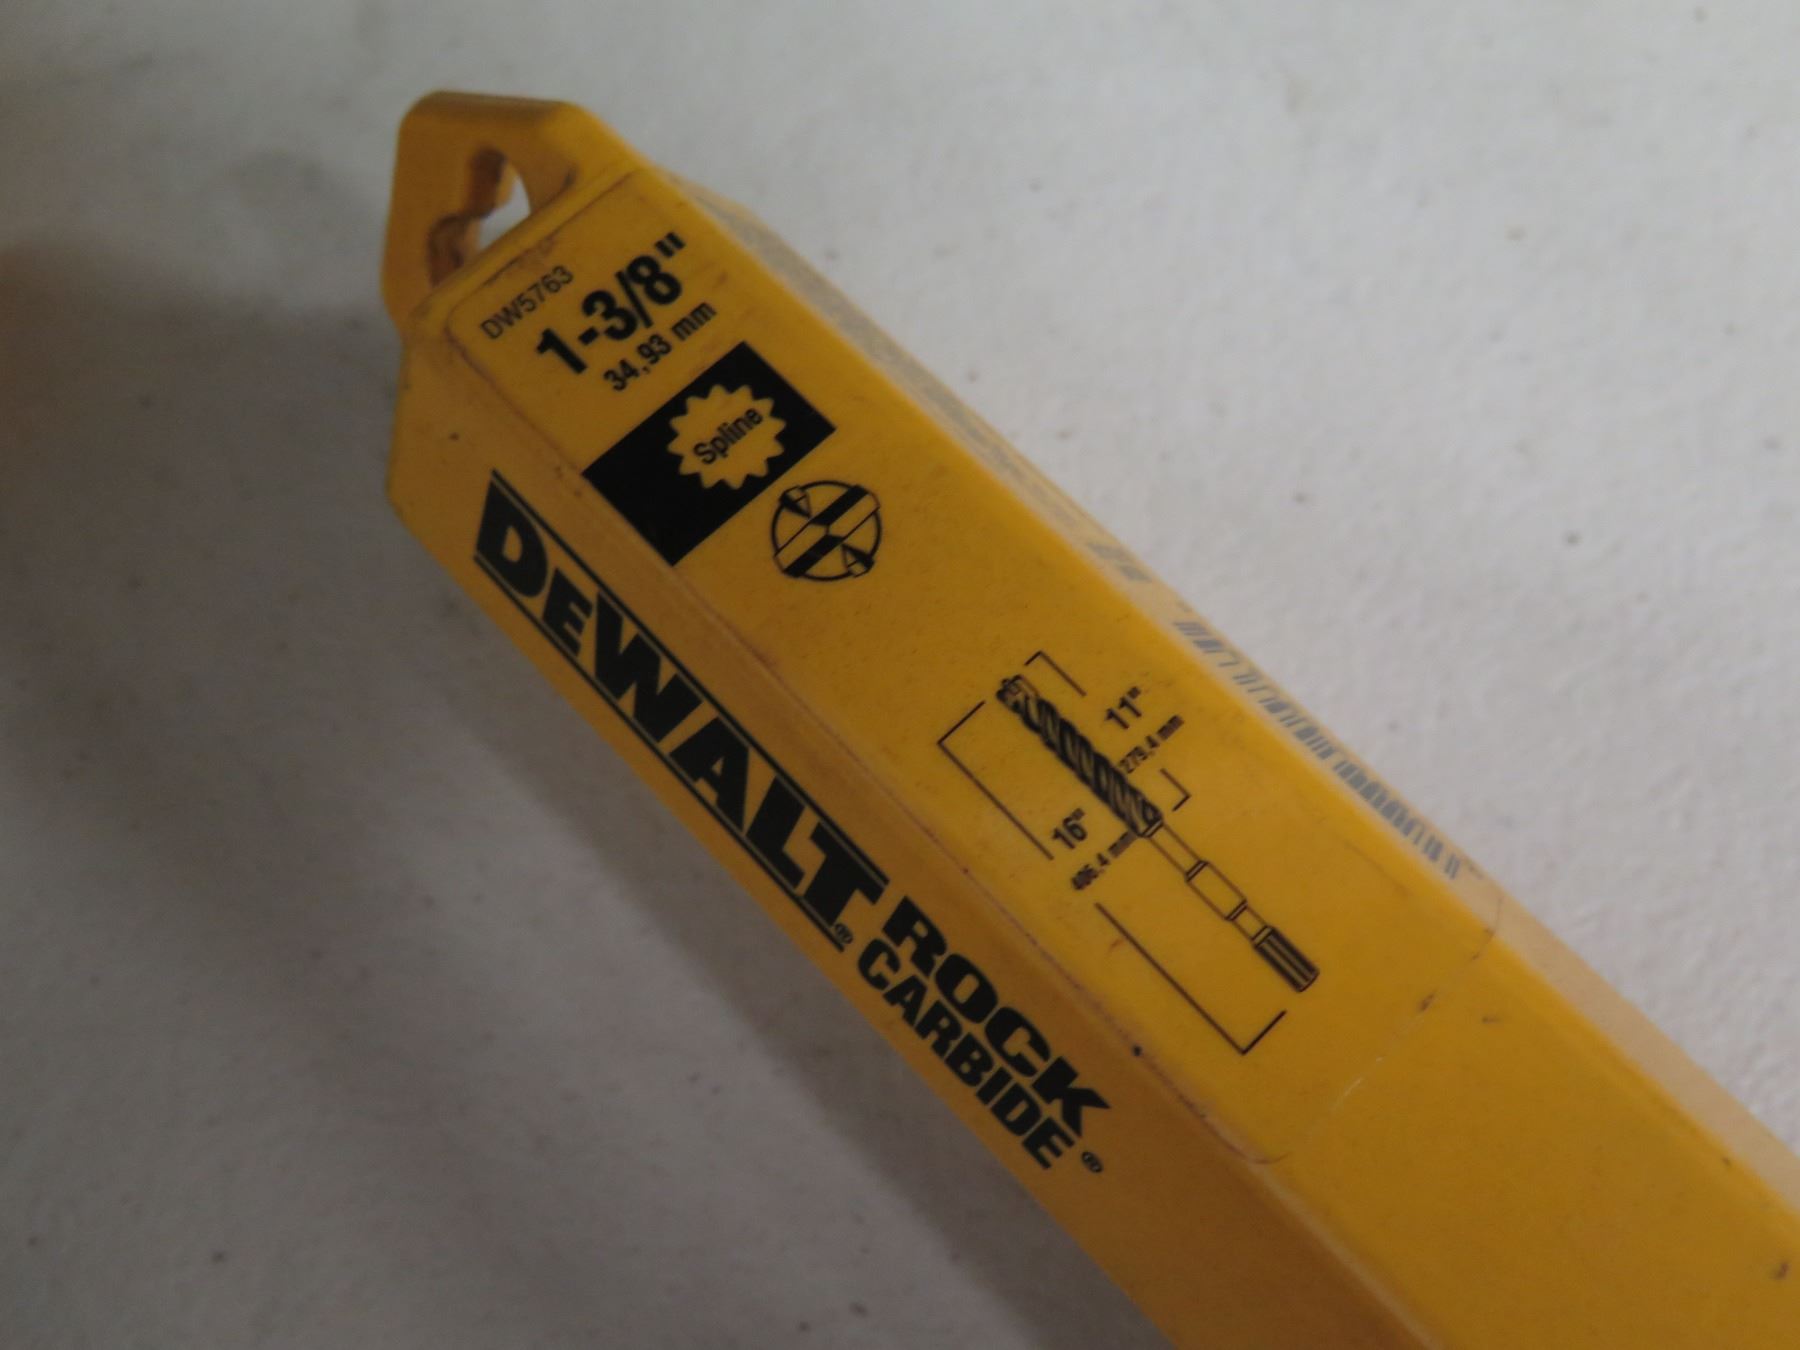 DW5763
1-3/8"
34,93 mm
Spline
DEWALT®
ROCK
CARBIDE®
11"
279,4 mm
16"
406,4 mm